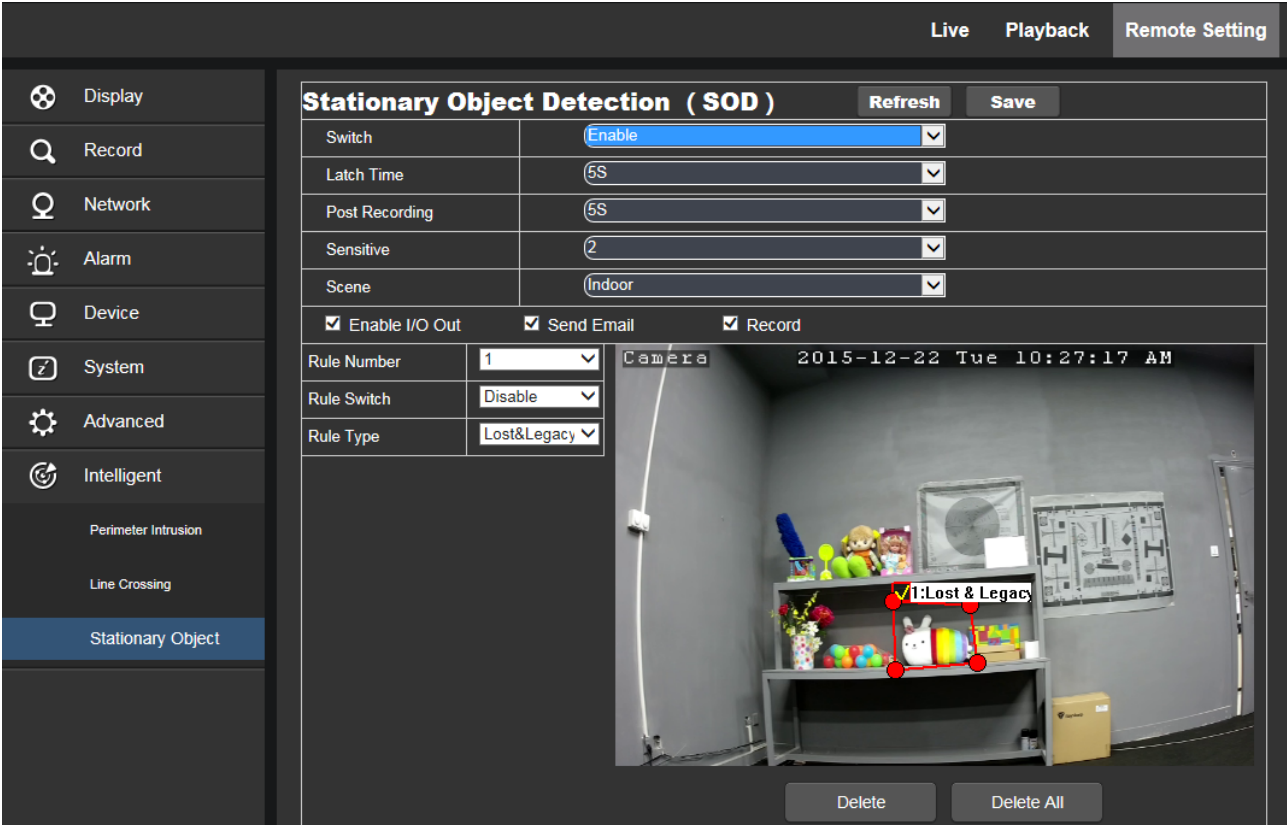 Live Playback Remote Setting
Display
Record
Network
Alarm
Device
System
Advanced
Intelligent
Perimeter Intrusion
Line Crossing
Stationary Object
Stationary Object Detection ( SOD ) Refresh Save
Switch Enable
Latch Time 5S
Post Recording 5S
Sensitive 2
Scene Indoor
Enable I/O Out Send Email Record
Rule Number 1
Rule Switch Disable
Rule Type Lost&Legacy
Camera 2015-12-22 Tue 10:27:17 AM
1:Lost & Legacy
Delete Delete All